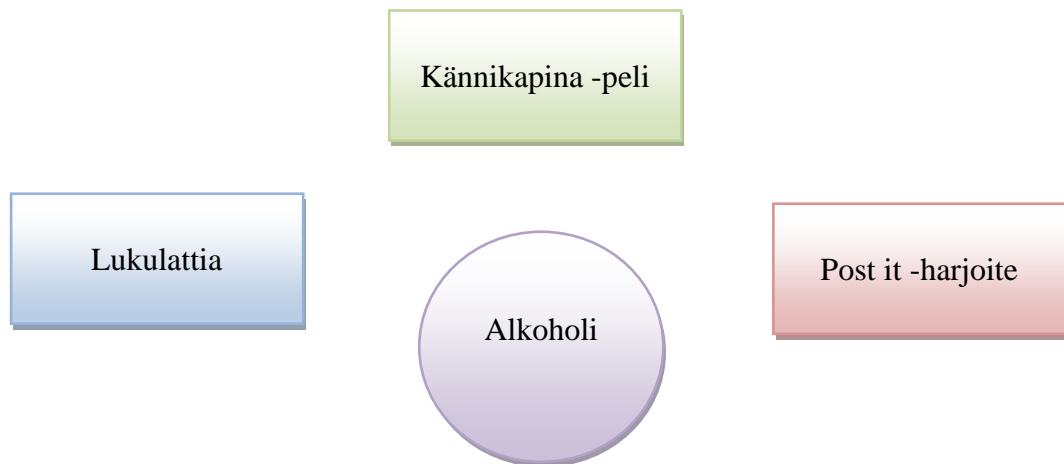 Kännikapina -peli
Lukulattia
Post it -harjoite
Alkoholi